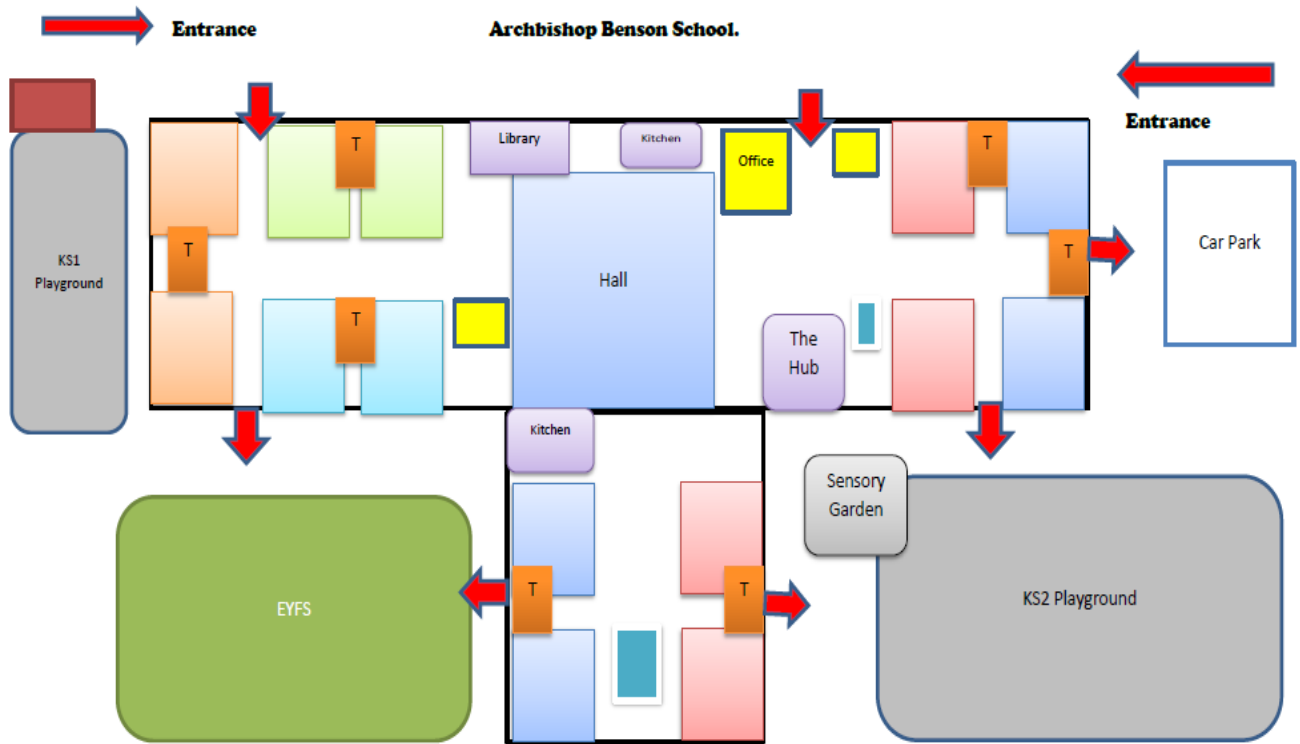 Entrance
Archbishop Benson School.
Entrance
Library
Kitchen
Office
T
T
KS1
Playground
T
T
Car Park
Hall
T
The
Hub
Kitchen
Sensory
Garden
EYFS
T
T
KS2 Playground